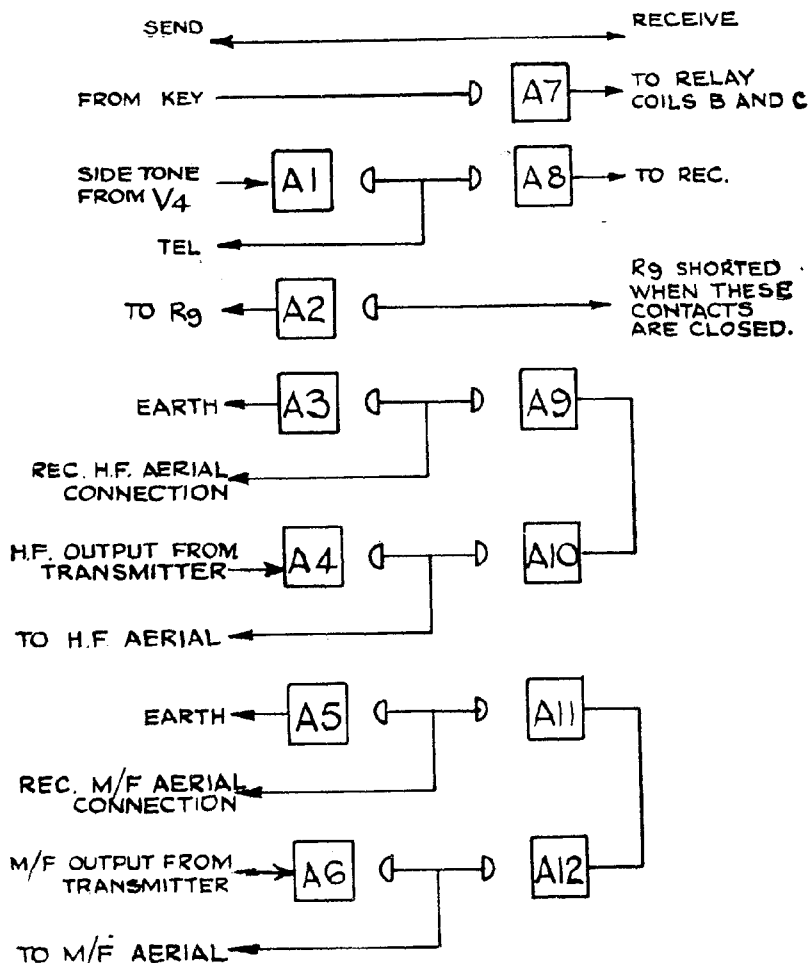 SEND
RECEIVE
FROM KEY
A7
TO RELAY
COILS B AND C
SIDE TONE
FROM V4
A1
A8
TO REC.
TEL
TO R9
A2
R9 SHORTED
WHEN THESE
CONTACTS
ARE CLOSED.
EARTH
A3
A9
REC. H.F. AERIAL
CONNECTION
H.F. OUTPUT FROM
TRANSMITTER
A4
A10
TO H.F AERIAL
EARTH
A5
A11
REC. M/F AERIAL
CONNECTION
M/F OUTPUT FROM
TRANSMITTER
A6
A12
TO M/F AERIAL